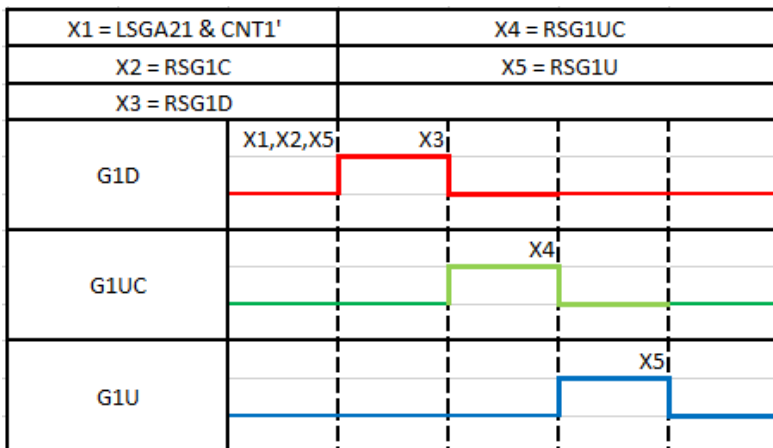 X1 = LSGA21 & CNT1'
X4 = RSG1UC
X2 = RSG1C
X5 = RSG1U
X3 = RSG1D
X1,X2,X5
X3
G1D
X4
G1UC
X5
G1U